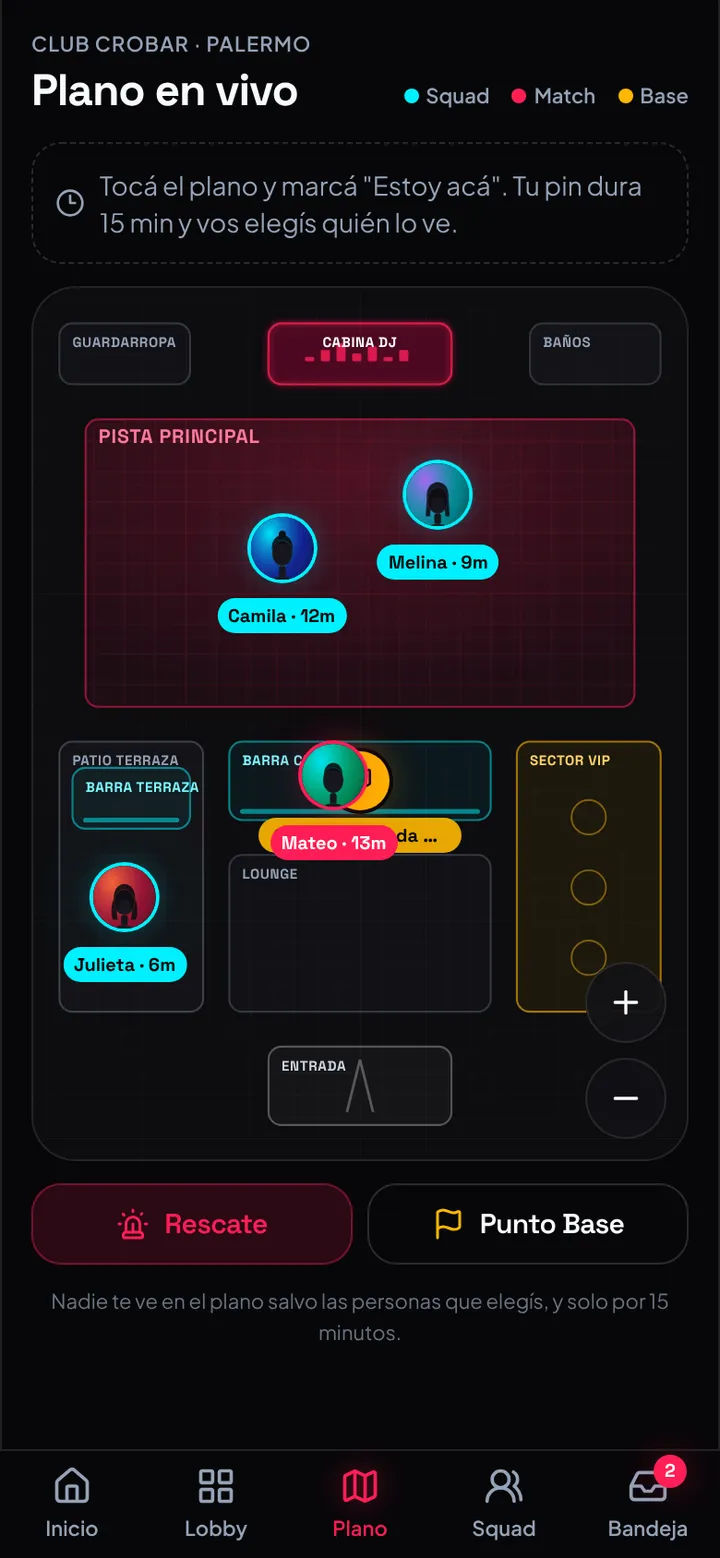 CLUB CROBAR · PALERMO
Plano en vivo
Squad
Match
Base
Tocá el plano y marcá "Estoy acá". Tu pin dura
15 min y vos elegís quién lo ve.
GUARDARROPA
CABINA DJ
BAÑOS
PISTA PRINCIPAL
Melina · 9m
Camila · 12m
PATIO TERRAZA
BARRA C
SECTOR VIP
BARRA TERRAZA
Mateo · 13m
da ...
LOUNGE
Julieta · 6m
+
ENTRADA
−
Rescate
Punto Base
Nadie te ve en el plano salvo las personas que elegís, y solo por 15
minutos.
2
Inicio
Lobby
Plano
Squad
Bandeja